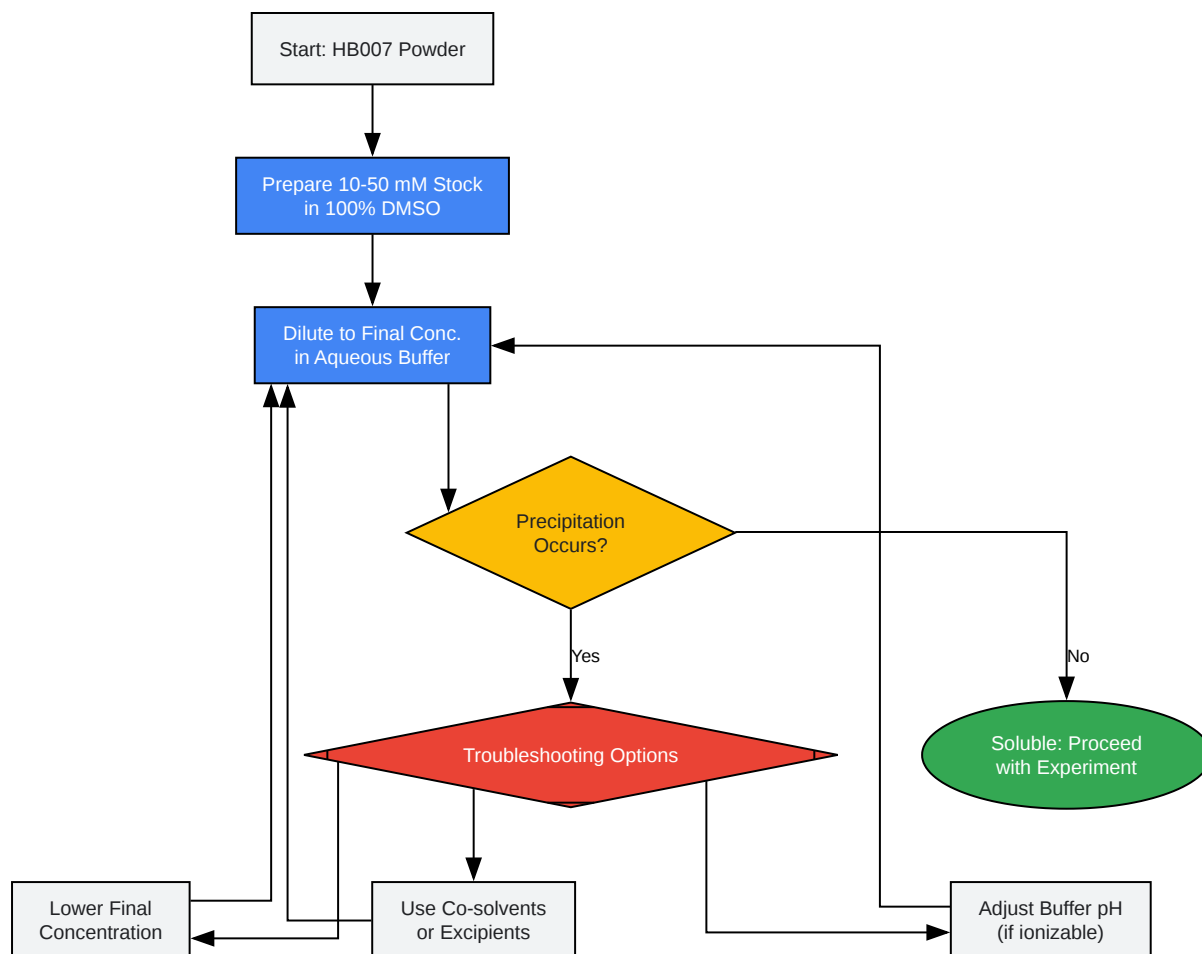 Start: HB007 Powder
Prepare 10-50 mM Stock
in 100% DMSO
Dilute to Final Conc.
in Aqueous Buffer
Precipitation
Occurs?
Yes
No
Troubleshooting Options
Soluble: Proceed
with Experiment
Lower Final
Concentration
Use Co-solvents
or Excipients
Adjust Buffer pH
(if ionizable)